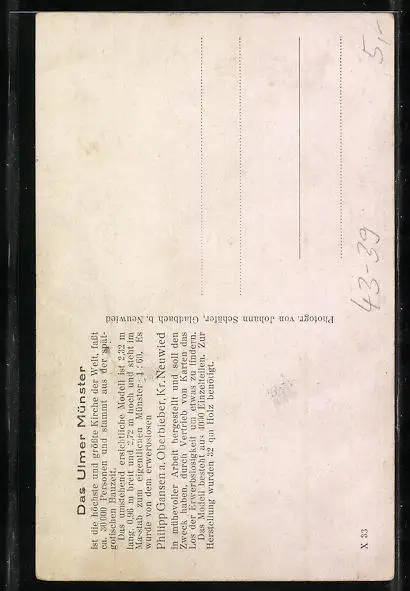 Das Ulmer Münster
ist die höchste und größte Kirche der Welt, faßt
ca. 30000 Personen und stammt aus der spät-
gotischen Bauzeit.
Das umstehend ersichtliche Modell ist 2,32 m
lang, 0,96 m breit und 2,72 m hoch und steht im
Maßstab zum eigentlichen Münster 1 : 60. Es
wurde von dem erwerbslosen
Philipp Gansen a. Oberbieber, Kr. Neuwied
in mühevoller Arbeit hergestellt und soll den
Zweck haben, durch Vertrieb von Karten das
Los der Erwerbslosigkeit um etwas zu lindern.
Das Modell besteht aus 4000 Einzelteilen. Zur
Herstellung wurden 32 qm Holz benötigt.
X 33
Photogr. von Johann Schäfer, Gladbach b. Neuwied
43-39
5,-